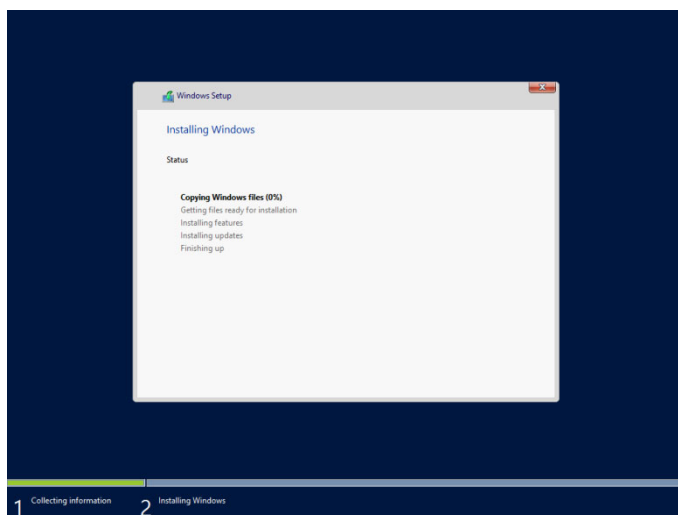 Windows Setup
Installing Windows
Status
Copying Windows files (0%)
Getting files ready for installation
Installing features
Installing updates
Finishing up
1 Collecting information 2 Installing Windows